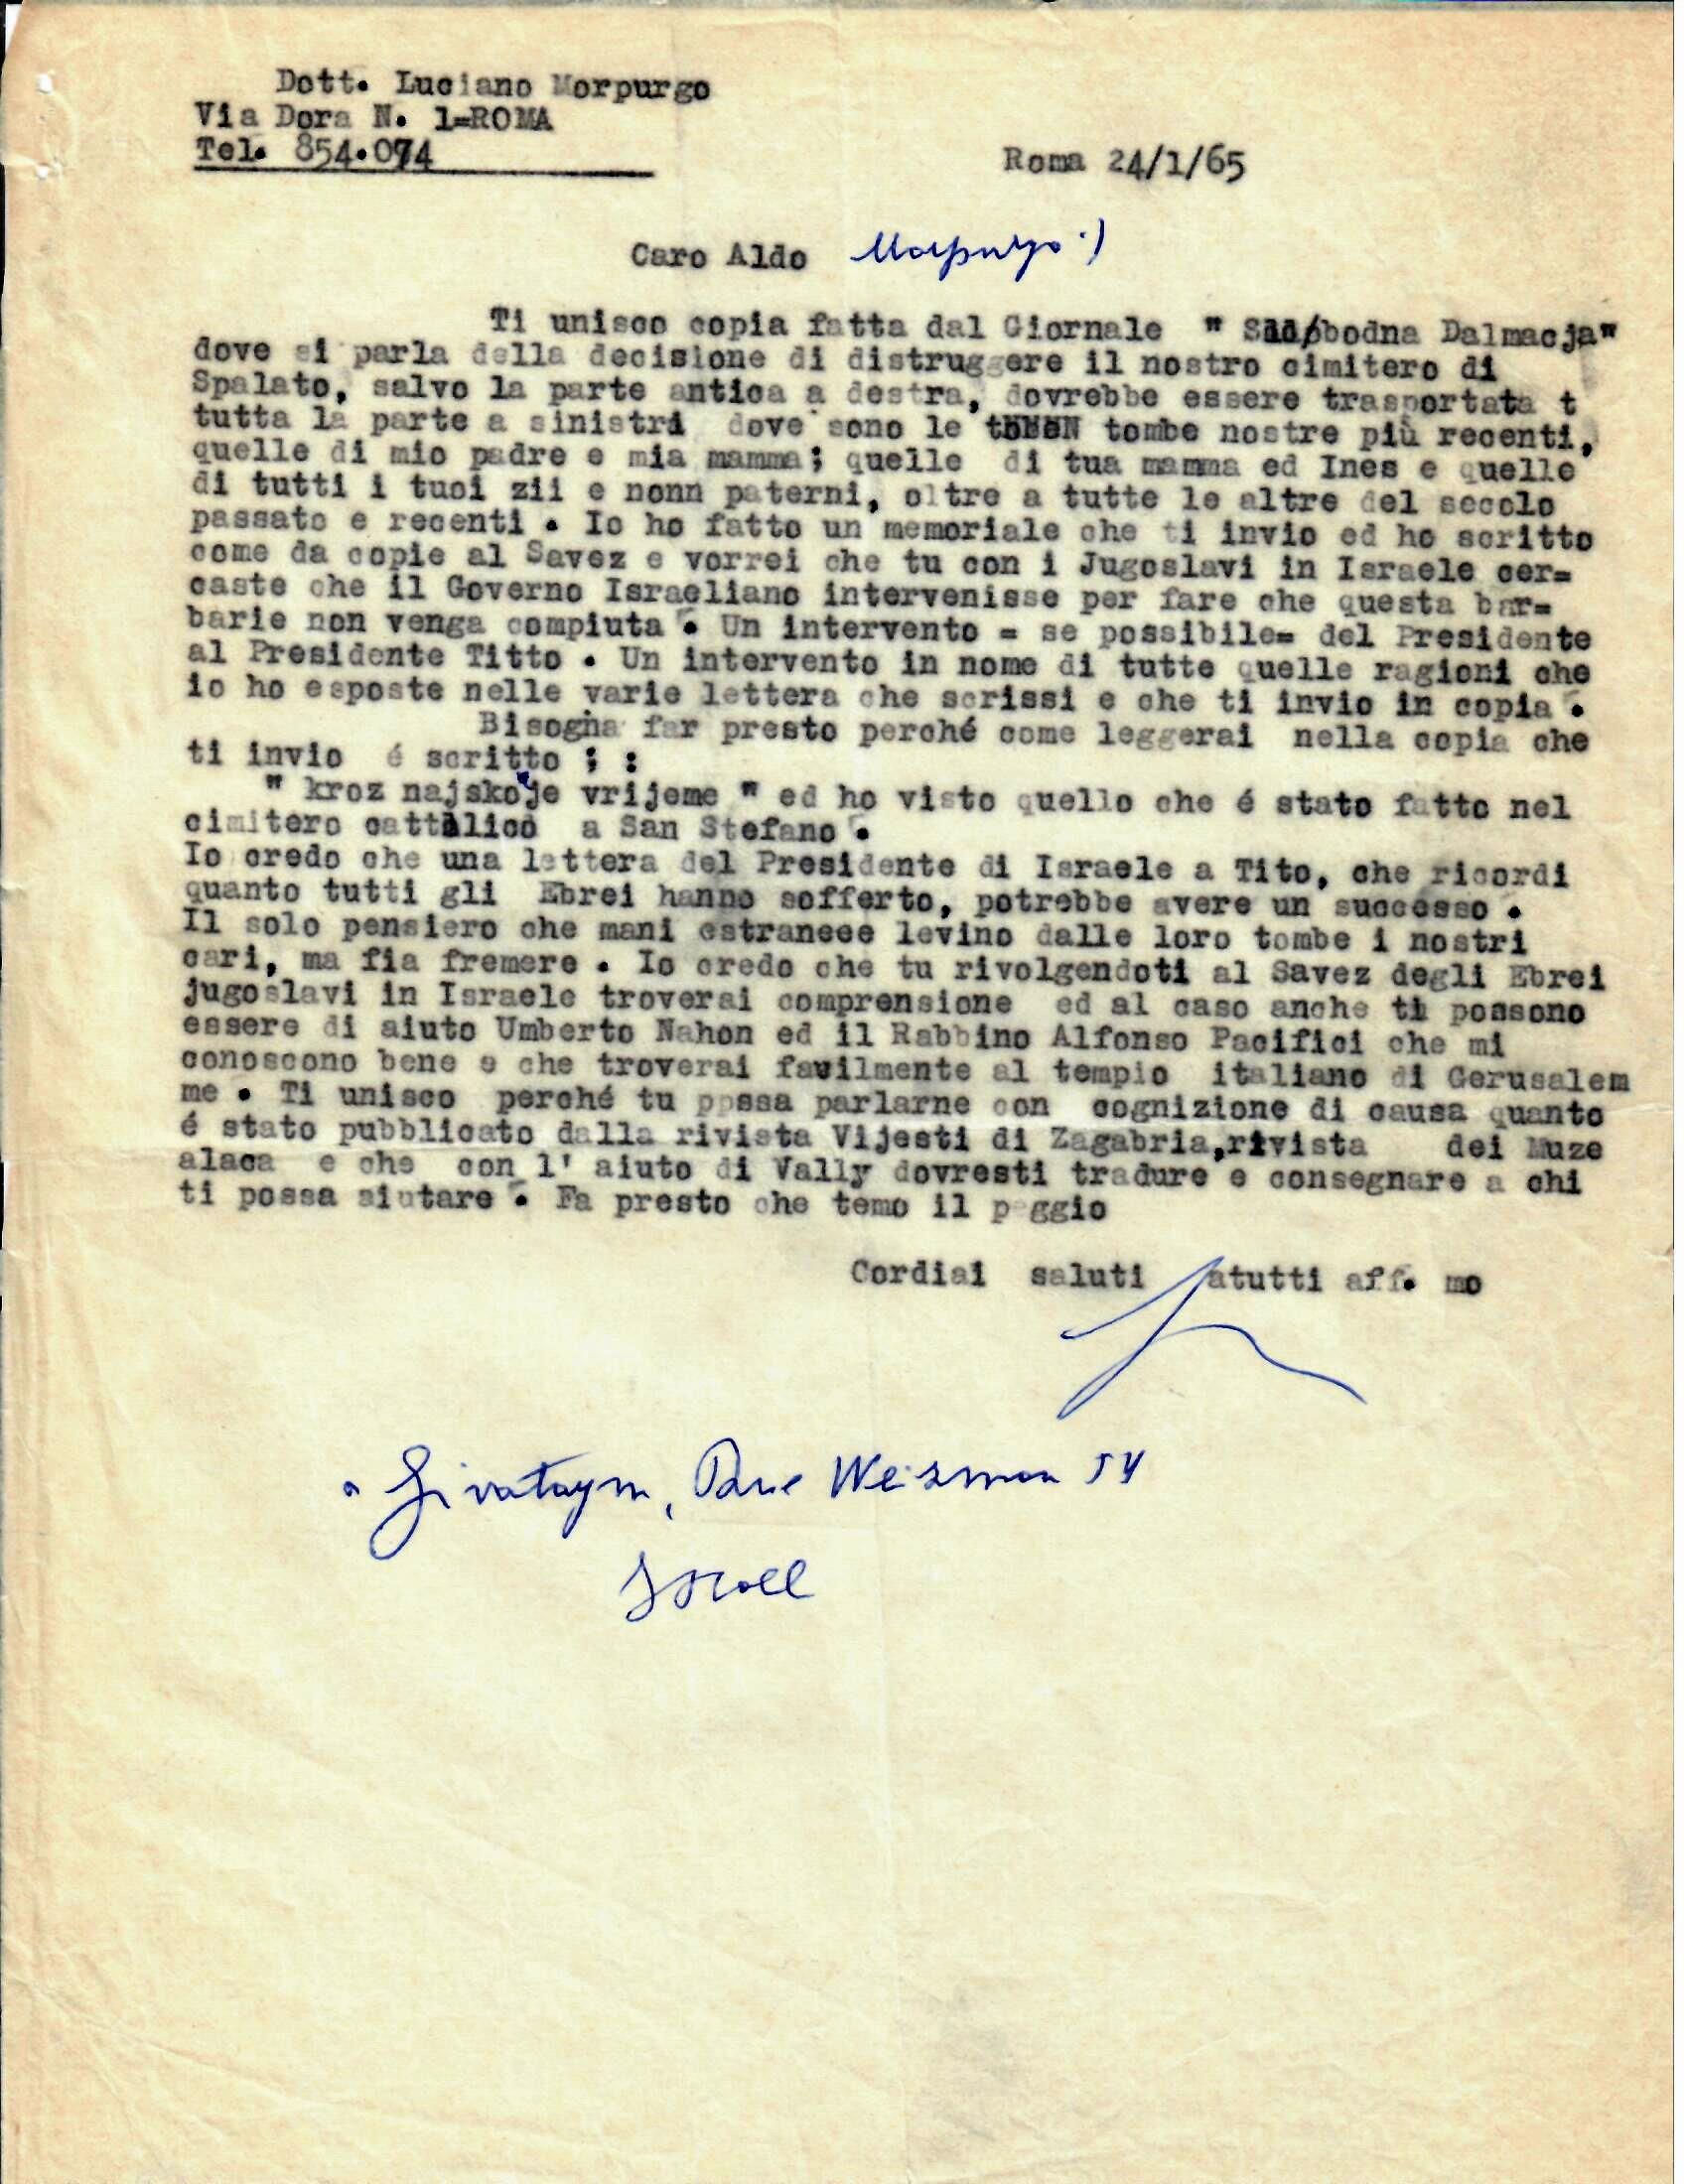 Dott. Luciano Morpurgo
Via Dora N. 1=ROMA
Tel. 854.074
Roma 24/1/65
Caro Aldo Morpurgo ·)
Ti unisco copia fatta dal Giornale " Slobodna Dalmacja"
dove si parla della decisione di distruggere il nostro cimitero di
Spalato, salvo la parte antica a destra, dovrebbe essere trasportata t
tutta la parte a sinistra dove sono le tombe nostre più recenti,
quelle di mio padre e mia mamma; quelle di tua mamma ed Ines e quelle
di tutti i tuoi zii e nonn paterni, oltre a tutte le altre del secolo
passato e recenti . Io ho fatto un memoriale che ti invio ed ho scritto
come da copie al Savez e vorrei che tu con i Jugoslavi in Israele cer=
caste che il Governo Israeliano intervenisse per fare che questa bar=
barie non venga compiuta . Un intervento = se possibile= del Presidente
al Presidente Titto . Un intervento in nome di tutte quelle ragioni che
io ho esposte nelle varie lettera che scrissi e che ti invio in copia .
Bisogna far presto perché come leggerai nella copia che
ti invio é scritto ; :
" kroz najskoje vrijeme " ed ho visto quello che é stato fatto nel
cimitero cattolico a San Stefano .
Io credo che una lettera del Presidente di Israele a Tito, che ricordi
quanto tutti gli Ebrei hanno sofferto, potrebbe avere un successo .
Il solo pensiero che mani estraneee levino dalle loro tombe i nostri
cari, ma fia fremere . Io credo che tu rivolgendoti al Savez degli Ebrei
jugoslavi in Israele troverai comprensione ed al caso anche ti possono
essere di aiuto Umberto Nahon ed il Rabbino Alfonso Pacifici che mi
conoscono bene e che troverai favilmente al tempio italiano di Gerusalem
me . Ti unisco perché tu possa parlarne con cognizione di causa quanto
é stato pubblicato dalla rivista Vijesti di Zagabria,rivista dei Muze
alaca e che con l' aiuto di Vally dovresti tradure e consegnare a chi
ti possa aiutare . Fa presto che temo il peggio
Cordiai saluti atutti aff. mo
Givataym, Rue Weizman 54
Israel